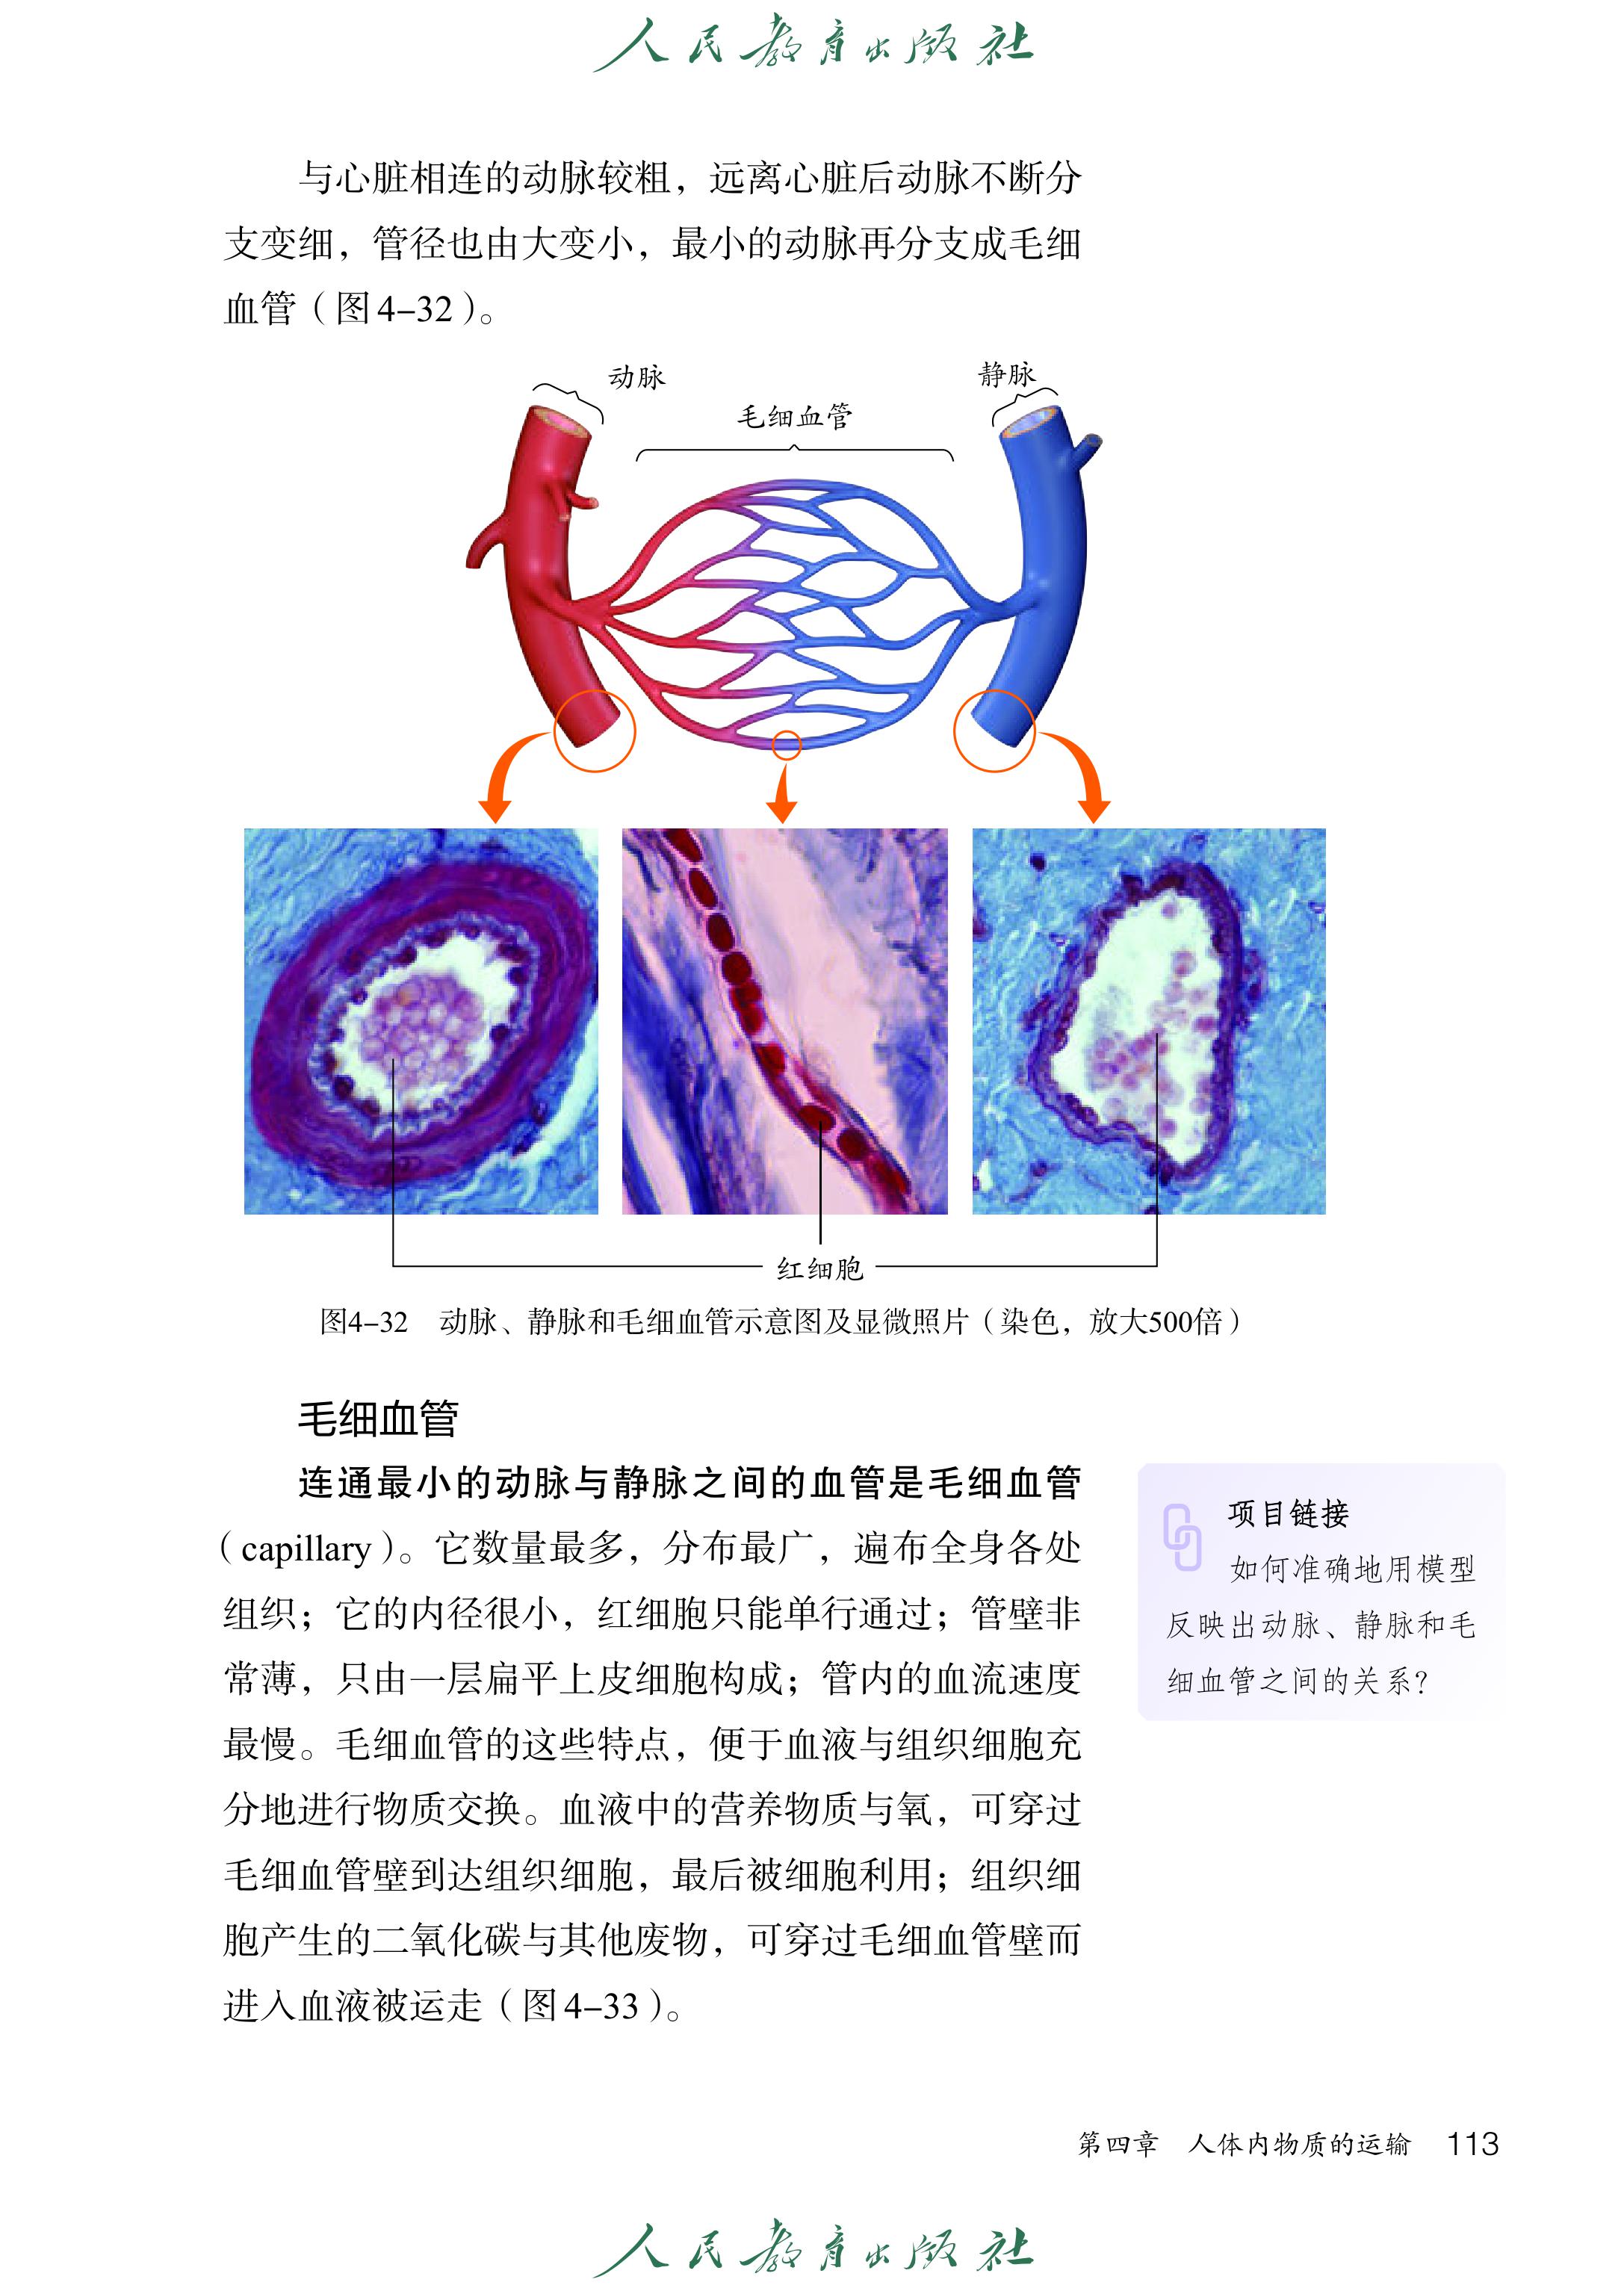 人民教育出版社
与心脏相连的动脉较粗，远离心脏后动脉不断分
支变细，管径也由大变小，最小的动脉再分支成毛细
血管（图4-32）。
动脉
静脉
毛细血管
红细胞
图4-32 动脉、静脉和毛细血管示意图及显微照片（染色，放大500倍）
毛细血管
连通最小的动脉与静脉之间的血管是毛细血管
（capillary）。它数量最多，分布最广，遍布全身各处
组织；它的内径很小，红细胞只能单行通过；管壁非
常薄，只由一层扁平上皮细胞构成；管内的血流速度
最慢。毛细血管的这些特点，便于血液与组织细胞充
分地进行物质交换。血液中的营养物质与氧，可穿过
毛细血管壁到达组织细胞，最后被细胞利用；组织细
胞产生的二氧化碳与其他废物，可穿过毛细血管壁而
进入血液被运走（图4-33）。
项目链接
如何准确地用模型
反映出动脉、静脉和毛
细血管之间的关系？
第四章 人体内物质的运输 113
人民教育出版社